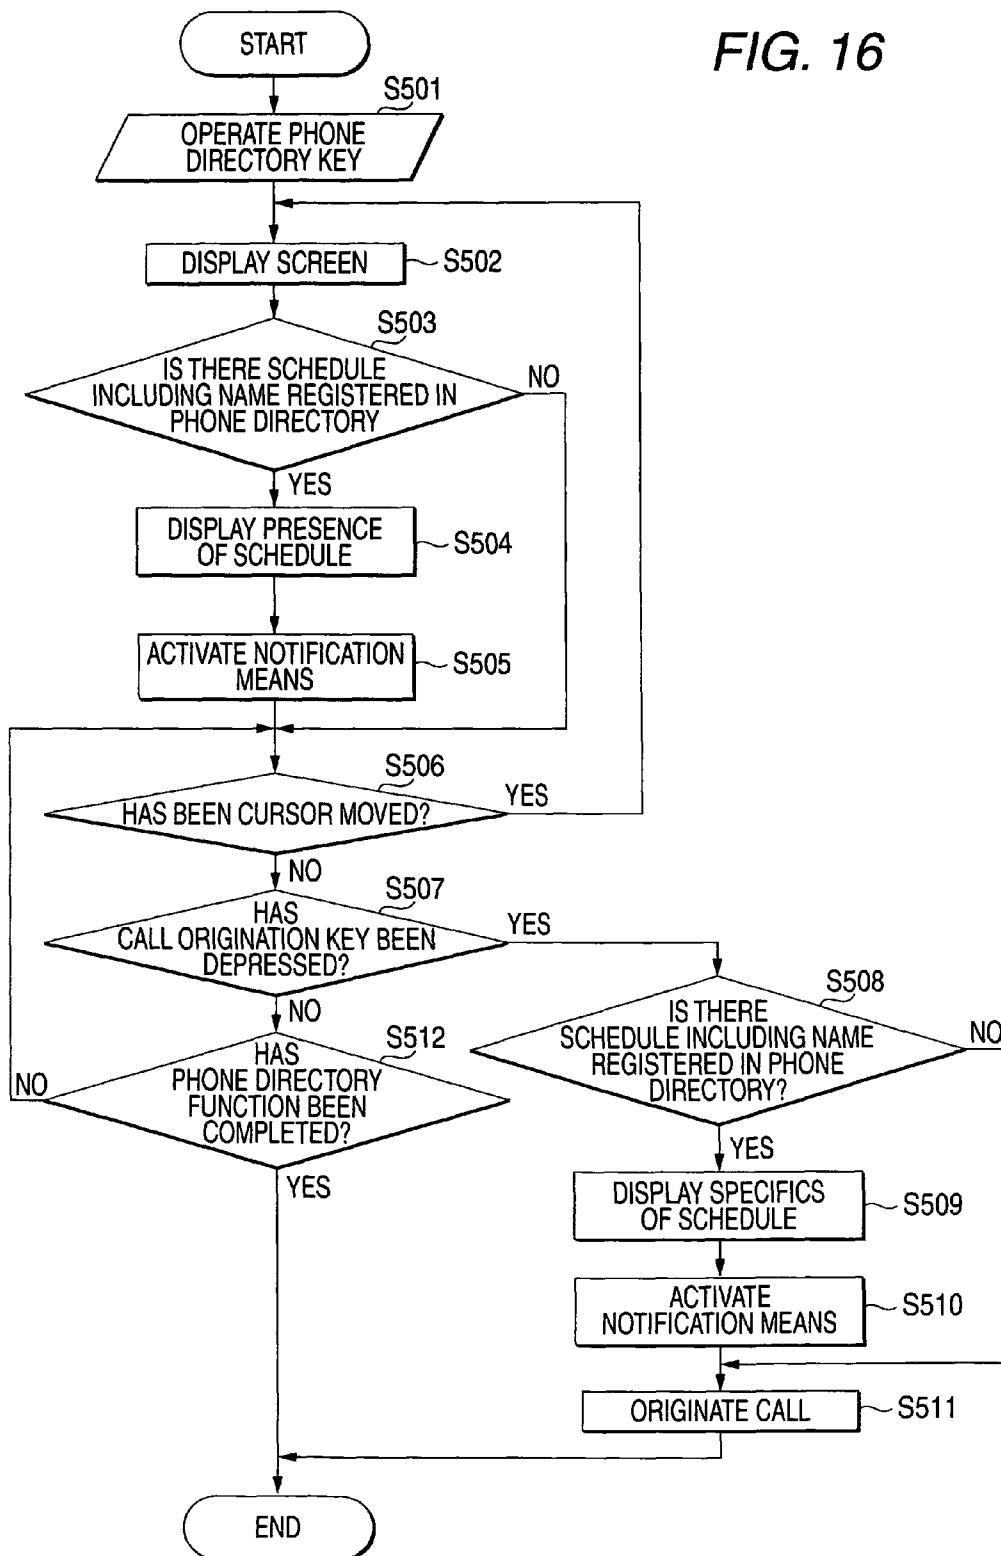 FIG. 16
START
S501
OPERATE PHONE
DIRECTORY KEY
DISPLAY SCREEN
S502
S503
IS THERE SCHEDULE
INCLUDING NAME REGISTERED IN
PHONE DIRECTORY
NO
YES
DISPLAY PRESENCE
OF SCHEDULE
S504
ACTIVATE NOTIFICATION
MEANS
S505
S506
HAS BEEN CURSOR MOVED?
YES
NO
S507
HAS
CALL ORIGINATION KEY BEEN
DEPRESSED?
YES
NO
S512
HAS
PHONE DIRECTORY
FUNCTION BEEN
COMPLETED?
NO
YES
S508
IS THERE
SCHEDULE INCLUDING NAME
REGISTERED IN PHONE
DIRECTORY?
NO
YES
DISPLAY SPECIFICS
OF SCHEDULE
S509
ACTIVATE
NOTIFICATION MEANS
S510
ORIGINATE CALL
S511
END